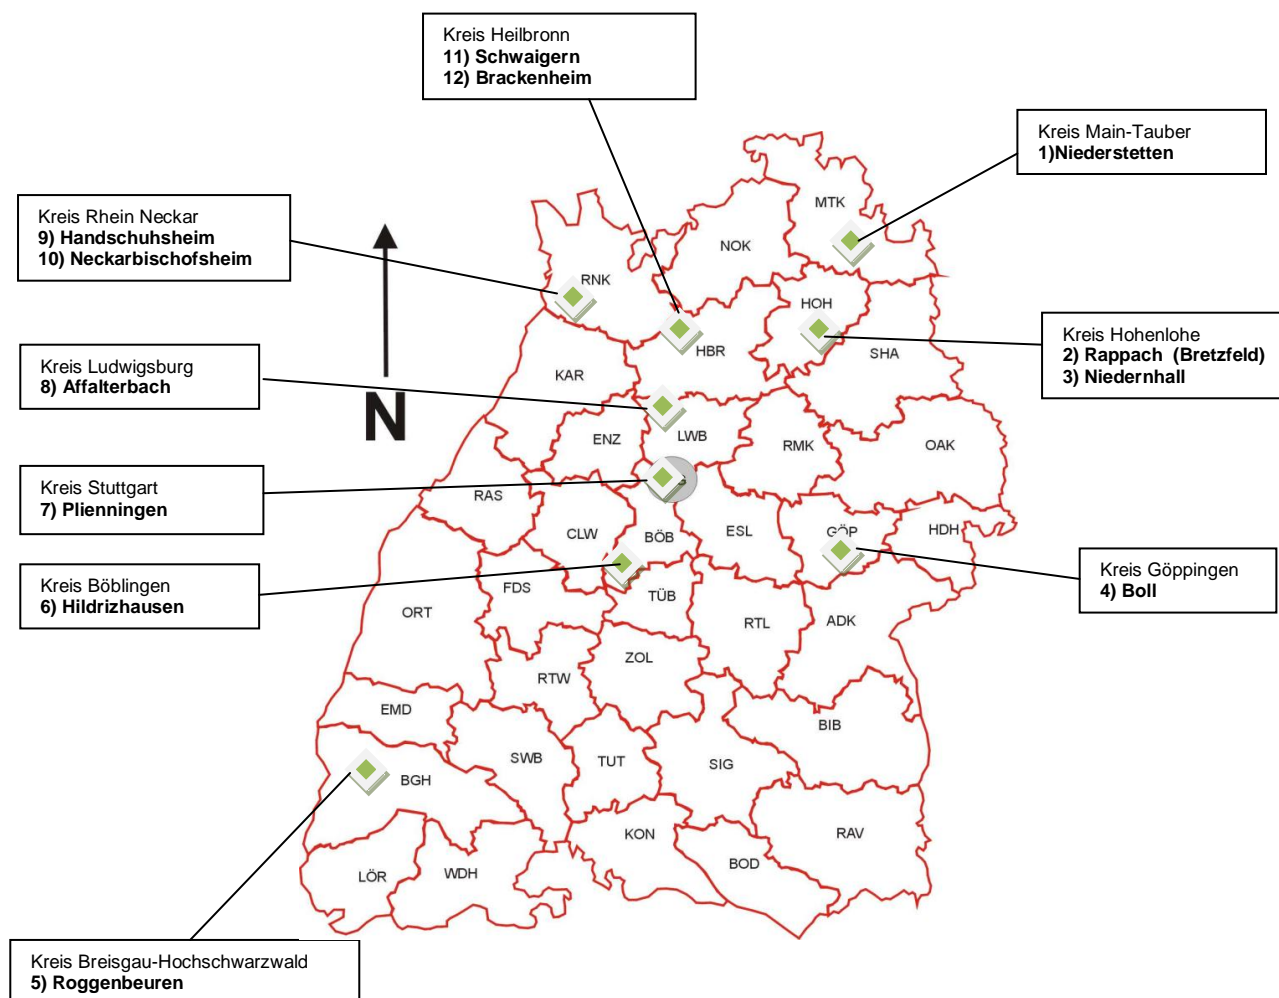 Kreis Heilbronn
11) Schwaigern
12) Brackenheim
Kreis Main-Tauber
1)Niederstetten
Kreis Rhein Neckar
9) Handschuhsheim
10) Neckarbischofsheim
Kreis Hohenlohe
2) Rappach (Bretzfeld)
3) Niedernhall
Kreis Ludwigsburg
8) Affalterbach
Kreis Stuttgart
7) Plienningen
Kreis Böblingen
6) Hildrizhausen
Kreis Göppingen
4) Boll
Kreis Breisgau-Hochschwarzwald
5) Roggenbeuren
N
MTK
NOK
RNK
HOH
HBR
SHA
KAR
ENZ
LWB
RMK
OAK
RAS
CLW
BÖB
ESL
GÖP
HDH
FDS
TÜB
ORT
RTL
ADK
ZOL
RTW
EMD
BIB
SWB
TUT
SIG
BGH
KON
RAV
BOD
LÖR
WDH